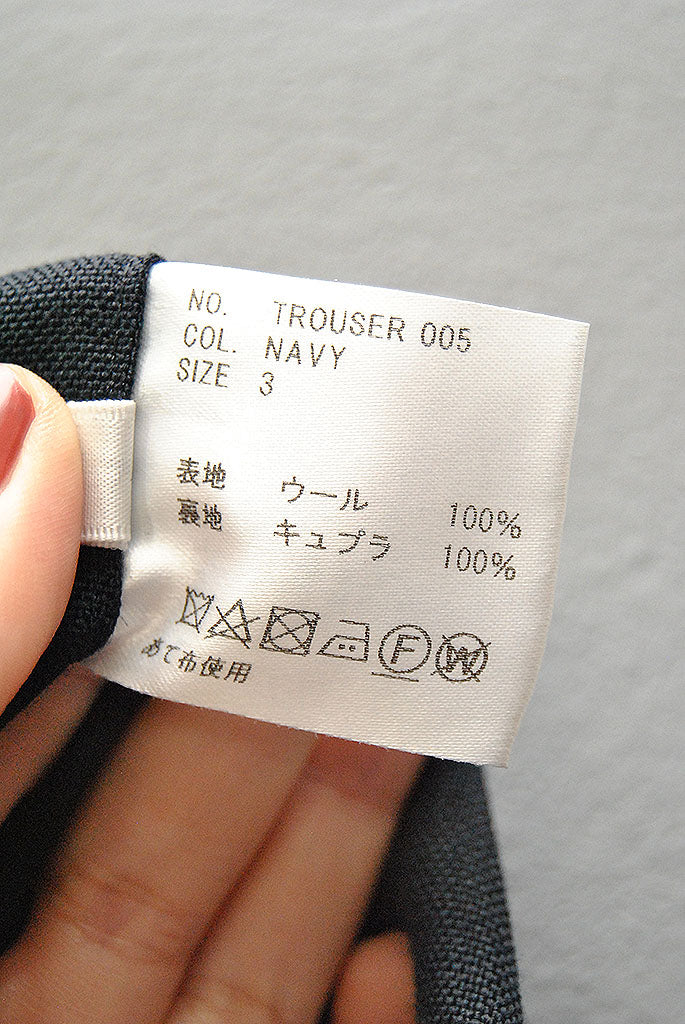 NO. TROUSER 005
COL. NAVY
SIZE 3
表地 ウール 100%
裏地 キュプラ 100%
F W
あて布使用